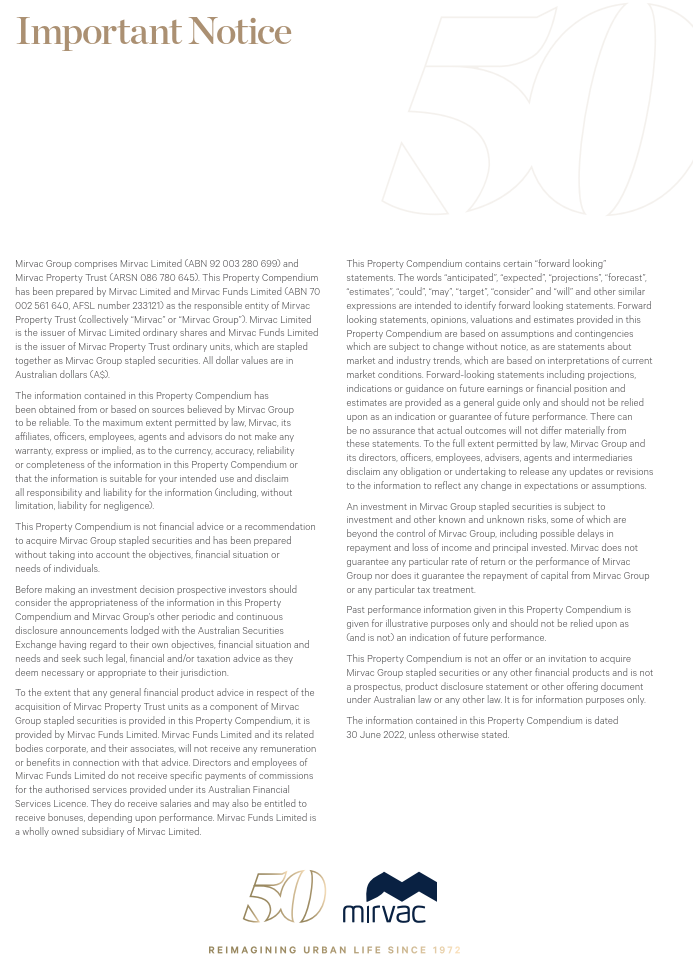 Important Notice
50
Mirvac Group comprises Mirvac Limited (ABN 92 003 280 699) and
Mirvac Property Trust (ARSN 086 780 645). This Property Compendium
has been prepared by Mirvac Limited and Mirvac Funds Limited (ABN 70
002 561 640, AFSL number 233121) as the responsible entity of Mirvac
Property Trust (collectively “Mirvac” or “Mirvac Group”). Mirvac Limited
is the issuer of Mirvac Limited ordinary shares and Mirvac Funds Limited
is the issuer of Mirvac Property Trust ordinary units, which are stapled
together as Mirvac Group stapled securities. All dollar values are in
Australian dollars (A$).
The information contained in this Property Compendium has
been obtained from or based on sources believed by Mirvac Group
to be reliable. To the maximum extent permitted by law, Mirvac, its
affiliates, officers, employees, agents and advisors do not make any
warranty, express or implied, as to the currency, accuracy, reliability
or completeness of the information in this Property Compendium or
that the information is suitable for your intended use and disclaim
all responsibility and liability for the information (including, without
limitation, liability for negligence).
This Property Compendium is not financial advice or a recommendation
to acquire Mirvac Group stapled securities and has been prepared
without taking into account the objectives, financial situation or
needs of individuals.
Before making an investment decision prospective investors should
consider the appropriateness of the information in this Property
Compendium and Mirvac Group’s other periodic and continuous
disclosure announcements lodged with the Australian Securities
Exchange having regard to their own objectives, financial situation and
needs and seek such legal, financial and/or taxation advice as they
deem necessary or appropriate to their jurisdiction.
To the extent that any general financial product advice in respect of the
acquisition of Mirvac Property Trust units as a component of Mirvac
Group stapled securities is provided in this Property Compendium, it is
provided by Mirvac Funds Limited. Mirvac Funds Limited and its related
bodies corporate, and their associates, will not receive any remuneration
or benefits in connection with that advice. Directors and employees of
Mirvac Funds Limited do not receive specific payments of commissions
for the authorised services provided under its Australian Financial
Services Licence. They do receive salaries and may also be entitled to
receive bonuses, depending upon performance. Mirvac Funds Limited is
a wholly owned subsidiary of Mirvac Limited.
This Property Compendium contains certain “forward looking”
statements. The words “anticipated”, “expected”, “projections”, “forecast”,
“estimates”, “could”, “may”, “target”, “consider” and “will” and other similar
expressions are intended to identify forward looking statements. Forward
looking statements, opinions, valuations and estimates provided in this
Property Compendium are based on assumptions and contingencies
which are subject to change without notice, as are statements about
market and industry trends, which are based on interpretations of current
market conditions. Forward-looking statements including projections,
indications or guidance on future earnings or financial position and
estimates are provided as a general guide only and should not be relied
upon as an indication or guarantee of future performance. There can
be no assurance that actual outcomes will not differ materially from
these statements. To the full extent permitted by law, Mirvac Group and
its directors, officers, employees, advisers, agents and intermediaries
disclaim any obligation or undertaking to release any updates or revisions
to the information to reflect any change in expectations or assumptions.
An investment in Mirvac Group stapled securities is subject to
investment and other known and unknown risks, some of which are
beyond the control of Mirvac Group, including possible delays in
repayment and loss of income and principal invested. Mirvac does not
guarantee any particular rate of return or the performance of Mirvac
Group nor does it guarantee the repayment of capital from Mirvac Group
or any particular tax treatment.
Past performance information given in this Property Compendium is
given for illustrative purposes only and should not be relied upon as
(and is not) an indication of future performance.
This Property Compendium is not an offer or an invitation to acquire
Mirvac Group stapled securities or any other financial products and is not
a prospectus, product disclosure statement or other offering document
under Australian law or any other law. It is for information purposes only.
The information contained in this Property Compendium is dated
30 June 2022, unless otherwise stated.
50 mirvac
REIMAGINING URBAN LIFE SINCE 1972